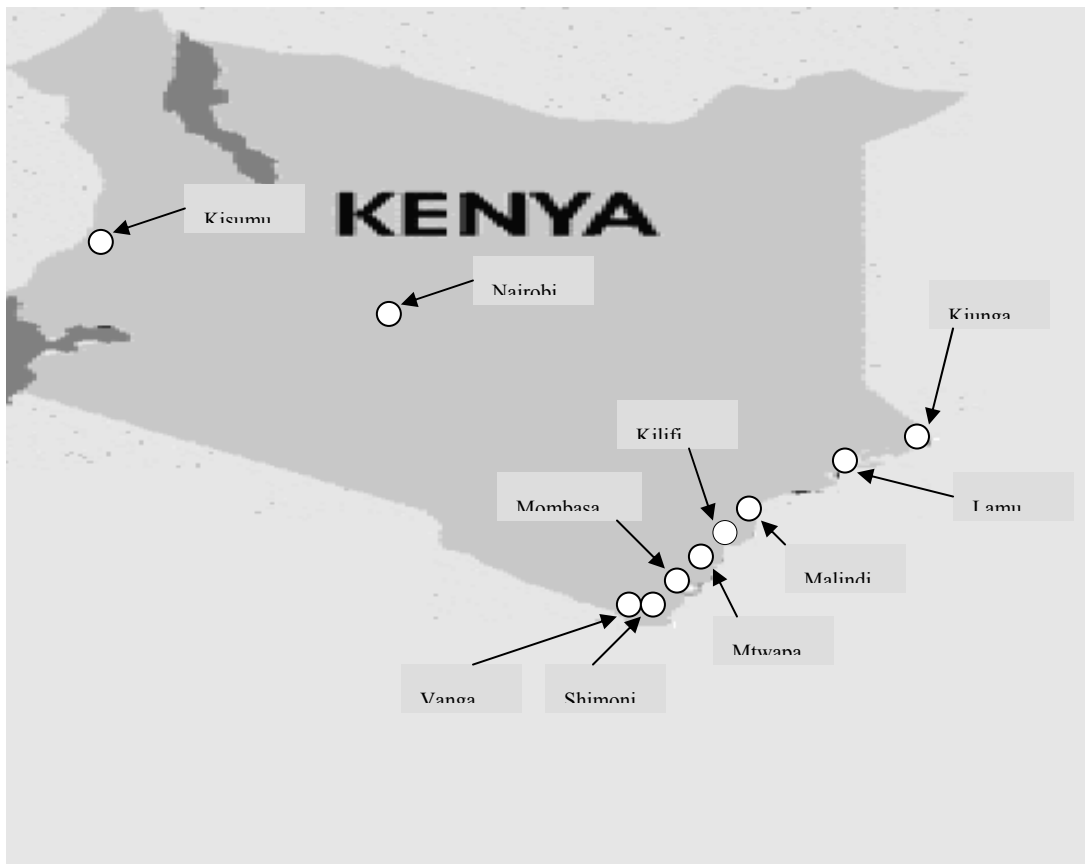 KENYA
Kisumu
Nairobi
Kiunga
Kilifi
Mombasa
Lamu
Malindi
Mtwapa
Vanga
Shimoni